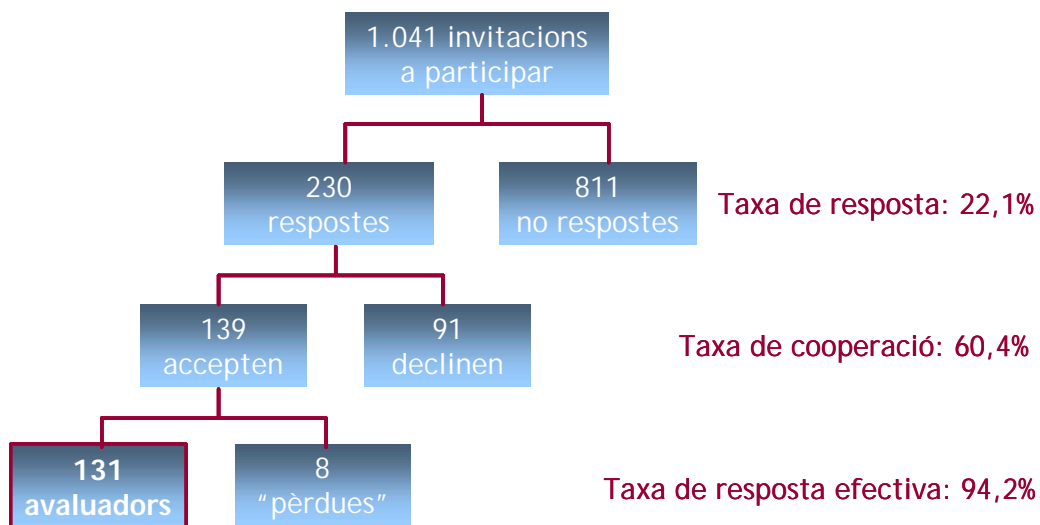 1.041 invitacions
a participar
230
respostes
811
no respostes
Taxa de resposta: 22,1%
139
accepten
91
declinen
Taxa de cooperació: 60,4%
131
avaluadors
8
“pèrdues”
Taxa de resposta efectiva: 94,2%